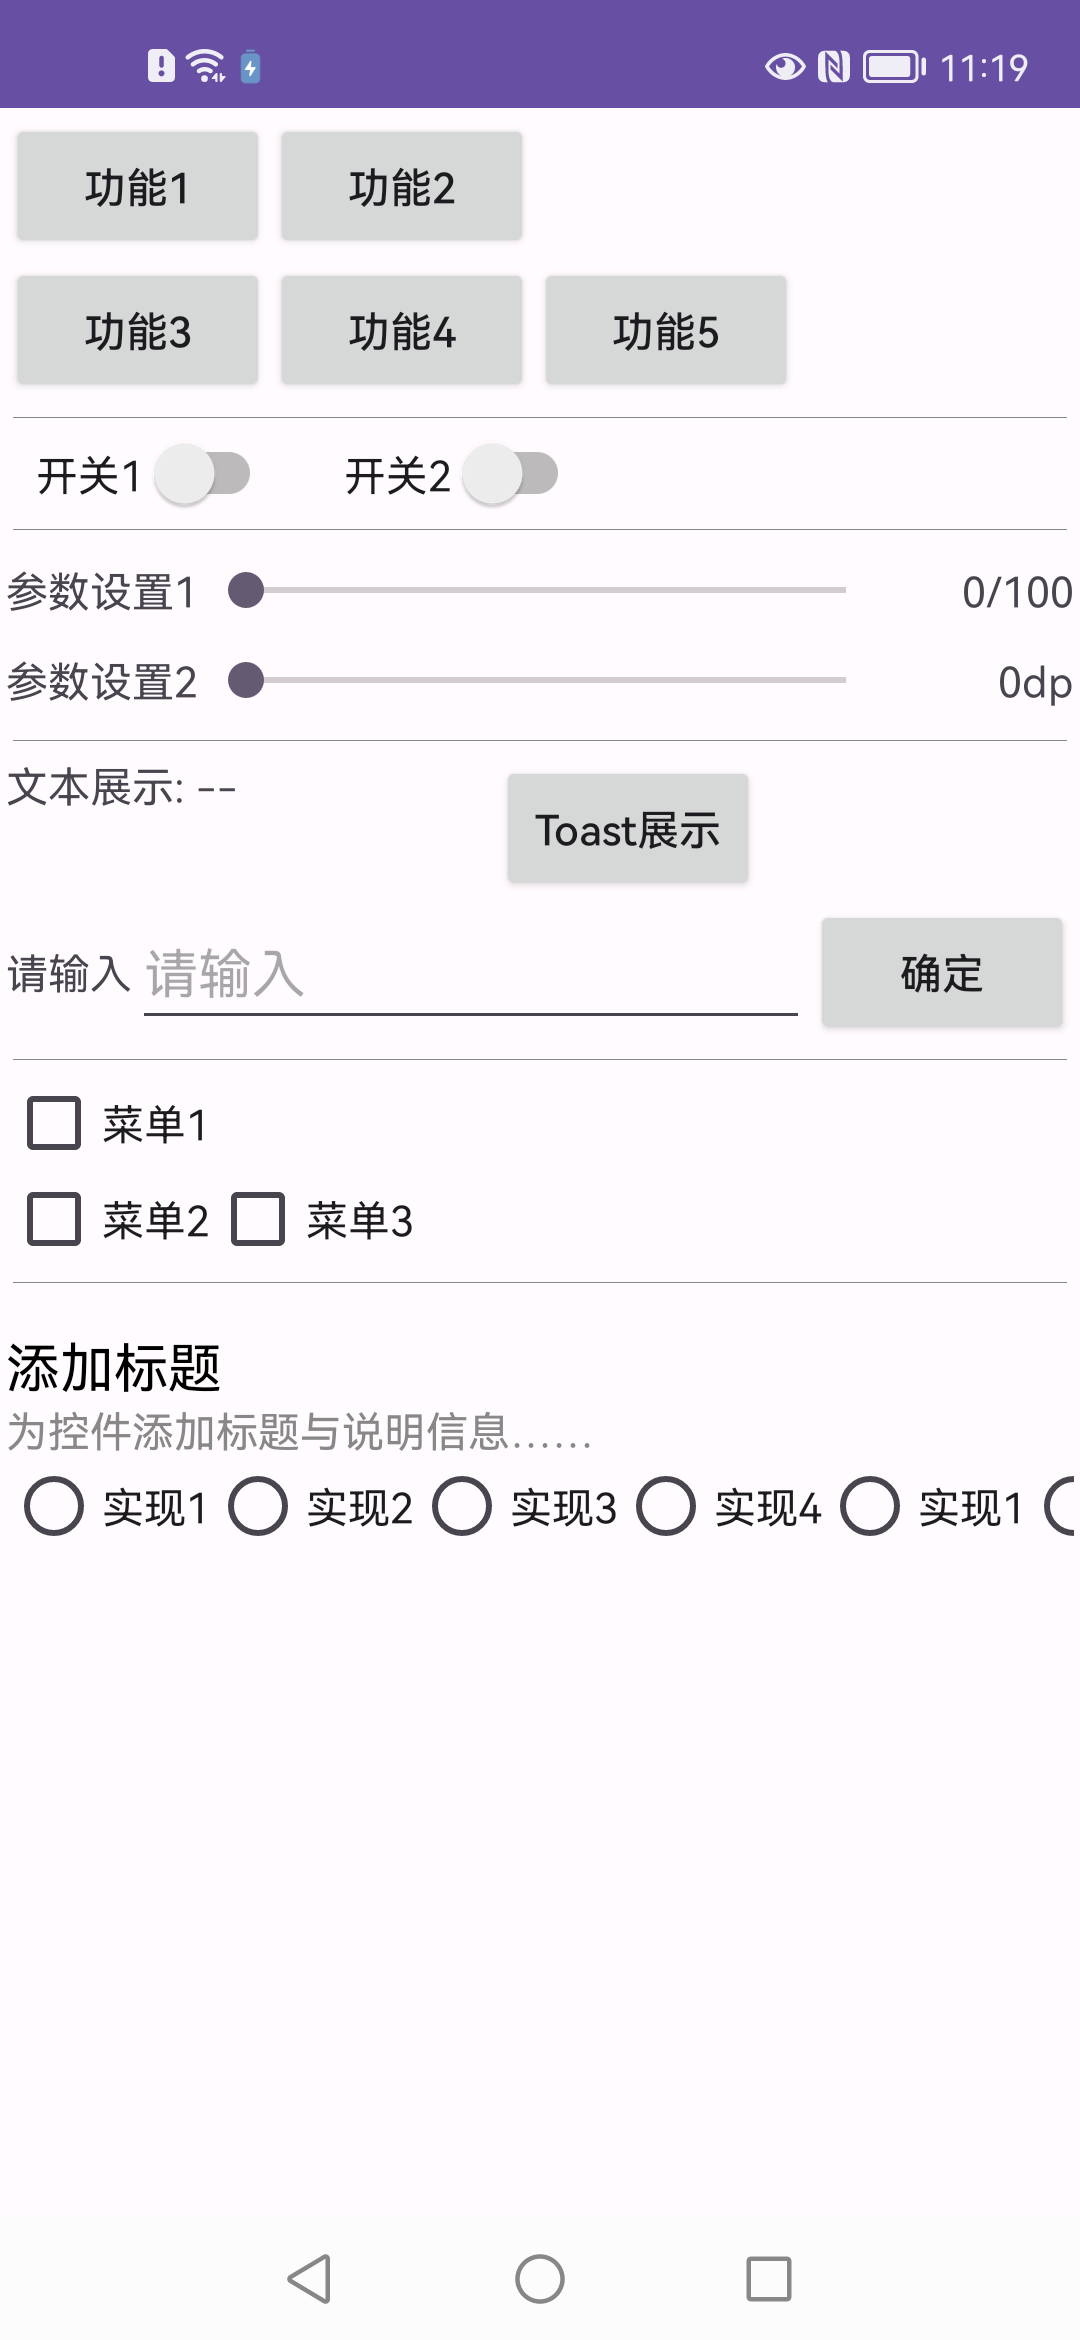 11:19
功能1 功能2
功能3 功能4 功能5
开关1 开关2
参数设置1 0/100
参数设置2 0dp
文本展示: --
Toast展示
请输入 请输入 确定
菜单1
菜单2 菜单3
添加标题
为控件添加标题与说明信息......
实现1 实现2 实现3 实现4 实现1